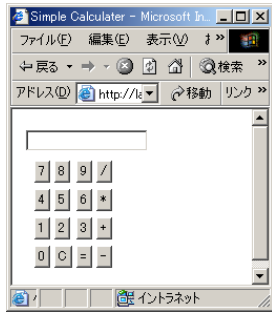 Simple Calculater - Microsoft In...
ファイル(F) 編集(E) 表示(V) »
戻る 検索 »
アドレス(D) http://l 移動 リンク »
7 8 9 /
4 5 6 *
1 2 3 +
0 C = -
イントラネット